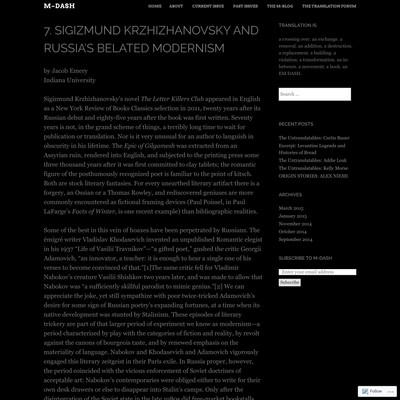 M-DASH
HOME
ABOUT
CURRENT ISSUE
PAST ISSUES
THE M-BLOG
THE TRANSLATION FORUM
7. SIGIZMUND KRZHIZHANOVSKY AND
RUSSIA'S BELATED MODERNISM
by Jacob Emery
Indiana University
Sigizmund Krzhizhanovsky's novel The Letter Killers Club appeared in English
as a New York Review of Books Classics selection in 2011, twenty years after its
Russian debut and eighty-five years after the book was first written. Seventy
years is not, in the grand scheme of things, a terribly long time to wait for
publication or translation. Nor is it very unusual for an author to languish in
obscurity in his lifetime. The Epic of Gilgamesh was extracted from an
Assyrian ruin, rendered into English, and subjected to the printing press some
three thousand years after it was first committed to clay tablets; the romantic
figure of the posthumously recognized poet is familiar to the point of kitsch.
Both are stock literary fantasies. For every unearthed literary artifact there is a
forgery, an Ossian or a Thomas Rowley, and rediscovered geniuses are more
commonly encountered as fictional framing devices (Paul Poissel, in Paul
LaFarge's Facts of Winter, is one recent example) than bibliographic realities.
Some of the best in this vein of hoaxes have been perpetrated by Russians. The
émigré writer Vladislav Khodasevich invented an unpublished Romantic elegist
in his 1937 "Life of Vasilii Travnikov"—"a gifted poet," gushed the critic Georgii
Adamovich, "an innovator, a teacher: it is enough to hear a single one of his
verses to become convinced of that."[1]The same critic fell for Vladimir
Nabokov's creature Vasilii Shishkov two years later, and was made to allow that
Nabokov was "a sufficiently skillful parodist to mimic genius."[2] We can
appreciate the joke, yet still sympathize with poor twice-tricked Adamovich's
desire for some sign of Russian poetry's expanding fortunes, at a time when its
native development was stunted by Stalinism. These episodes of literary
trickery are part of that larger period of experiment we know as modernism—a
period characterized by play with the categories of fiction and reality, by revolt
against the canons of bourgeois taste, and by renewed emphasis on the
materiality of language. Nabokov and Khodasevich and Adamovich vigorously
engaged this literary zeitgeist in their Paris exile. In Russia proper, however,
the period coincided with the vicious enforcement of Soviet doctrines of
acceptable art: Nabokov's contemporaries were obliged either to write for their
own desk drawers or else to disappear into Stalin's camps. Only after the
disintegration of the Soviet state in the late 1980s did free-market bookstalls
TRANSLATION IS:
a crossing over. an exchange. a
removal. an addition. a destruction.
a replacement. a building. a
violation. a transformation. an in-
between. a movement. a book. an
EM DASH.
Search ...
RECENT POSTS
The Untranslatables: Curtis Bauer
Excerpt: Levantine Legends and
Histories of Bread
The Untranslatables: Addie Leak
The Untranslatables: Kelly Morse
ORIGIN STORIES: ALEX NIEMI
ARCHIVES
March 2015
January 2015
November 2014
October 2014
September 2014
SUBSCRIBE TO M-DASH
Enter your email address
Subscribe
Follow